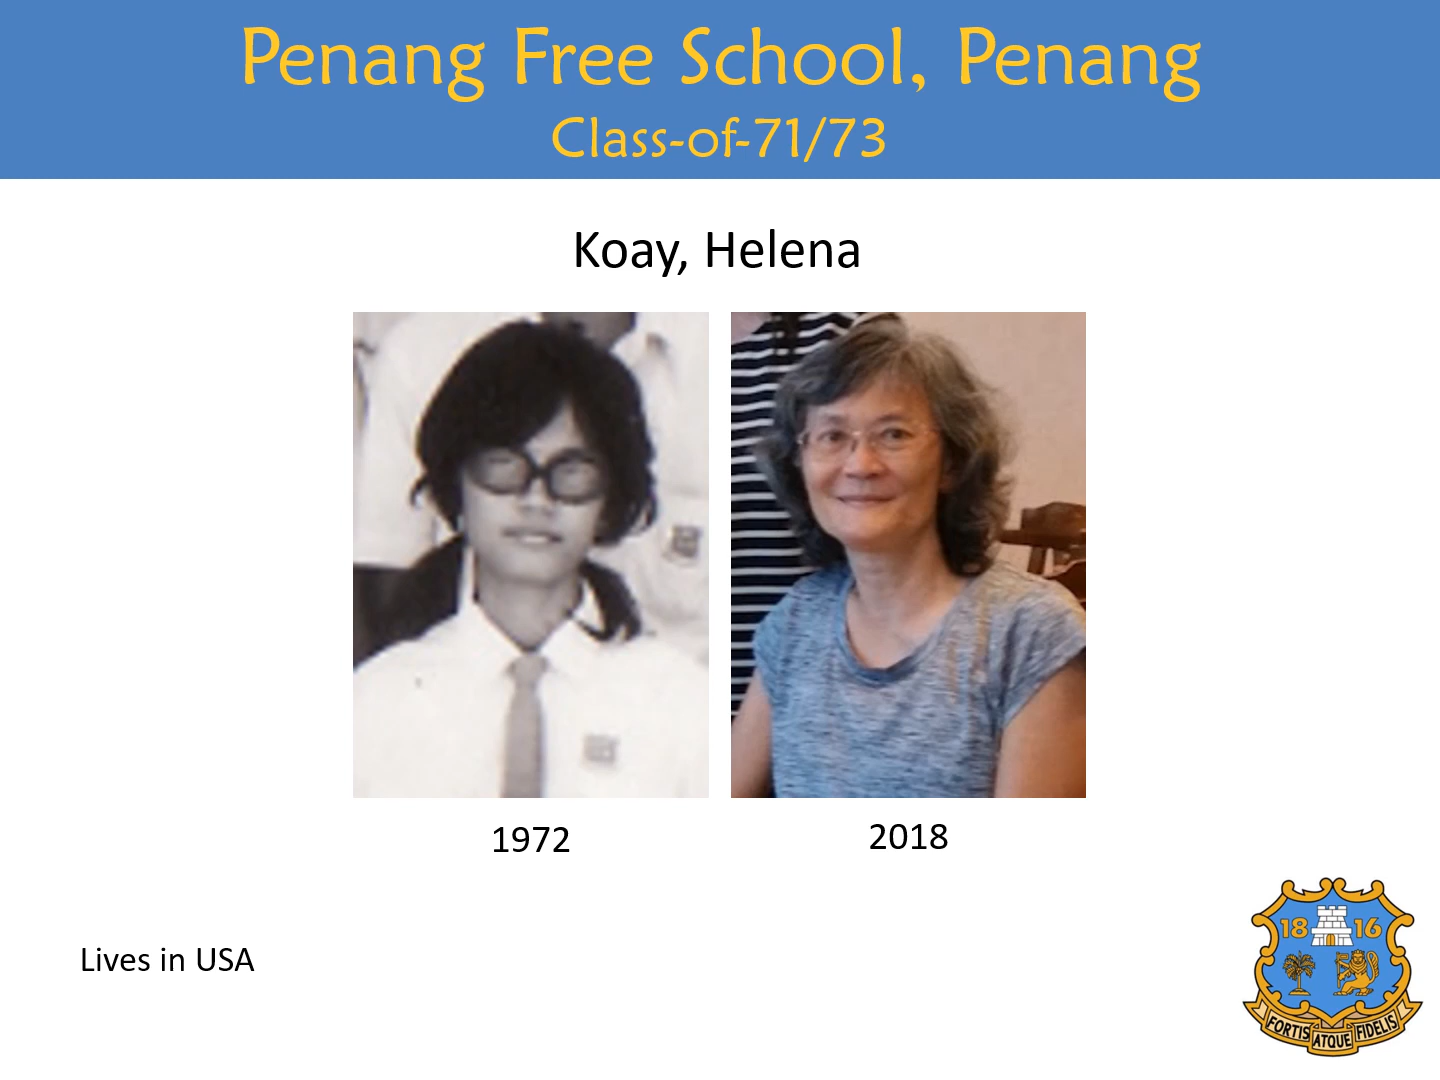 Penang Free School, Penang
Class-of-71/73
Koay, Helena
1972
2018
Lives in USA
18 16
FORTIS ATQUE FIDELIS